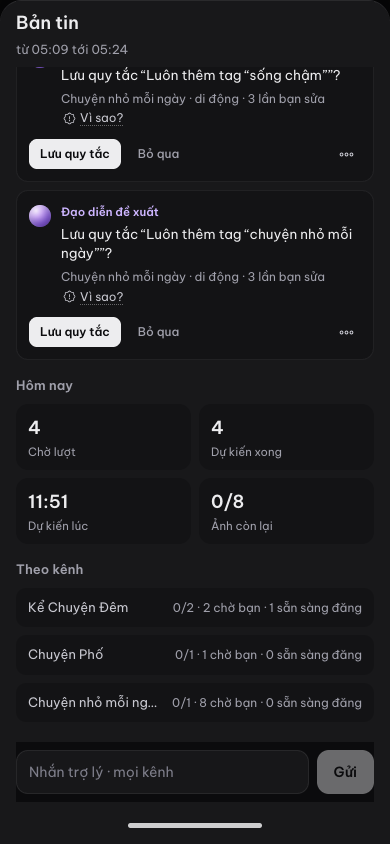 Bản tin
từ 05:09 tới 05:24
Lưu quy tắc “Luôn thêm tag “sống chậm””?
Chuyện nhỏ mỗi ngày · di động · 3 lần bạn sửa
Vì sao?
Lưu quy tắc
Bỏ qua
Đạo diễn đề xuất
Lưu quy tắc “Luôn thêm tag “chuyện nhỏ mỗi
ngày””?
Chuyện nhỏ mỗi ngày · di động · 3 lần bạn sửa
Vì sao?
Lưu quy tắc
Bỏ qua
Hôm nay
4
Chờ lượt
4
Dự kiến xong
11:51
Dự kiến lúc
0/8
Ảnh còn lại
Theo kênh
Kể Chuyện Đêm
0/2 · 2 chờ bạn · 1 sẵn sàng đăng
Chuyện Phố
0/1 · 1 chờ bạn · 0 sẵn sàng đăng
Chuyện nhỏ mỗi ng...
0/1 · 8 chờ bạn · 0 sẵn sàng đăng
Nhắn trợ lý · mọi kênh
Gửi